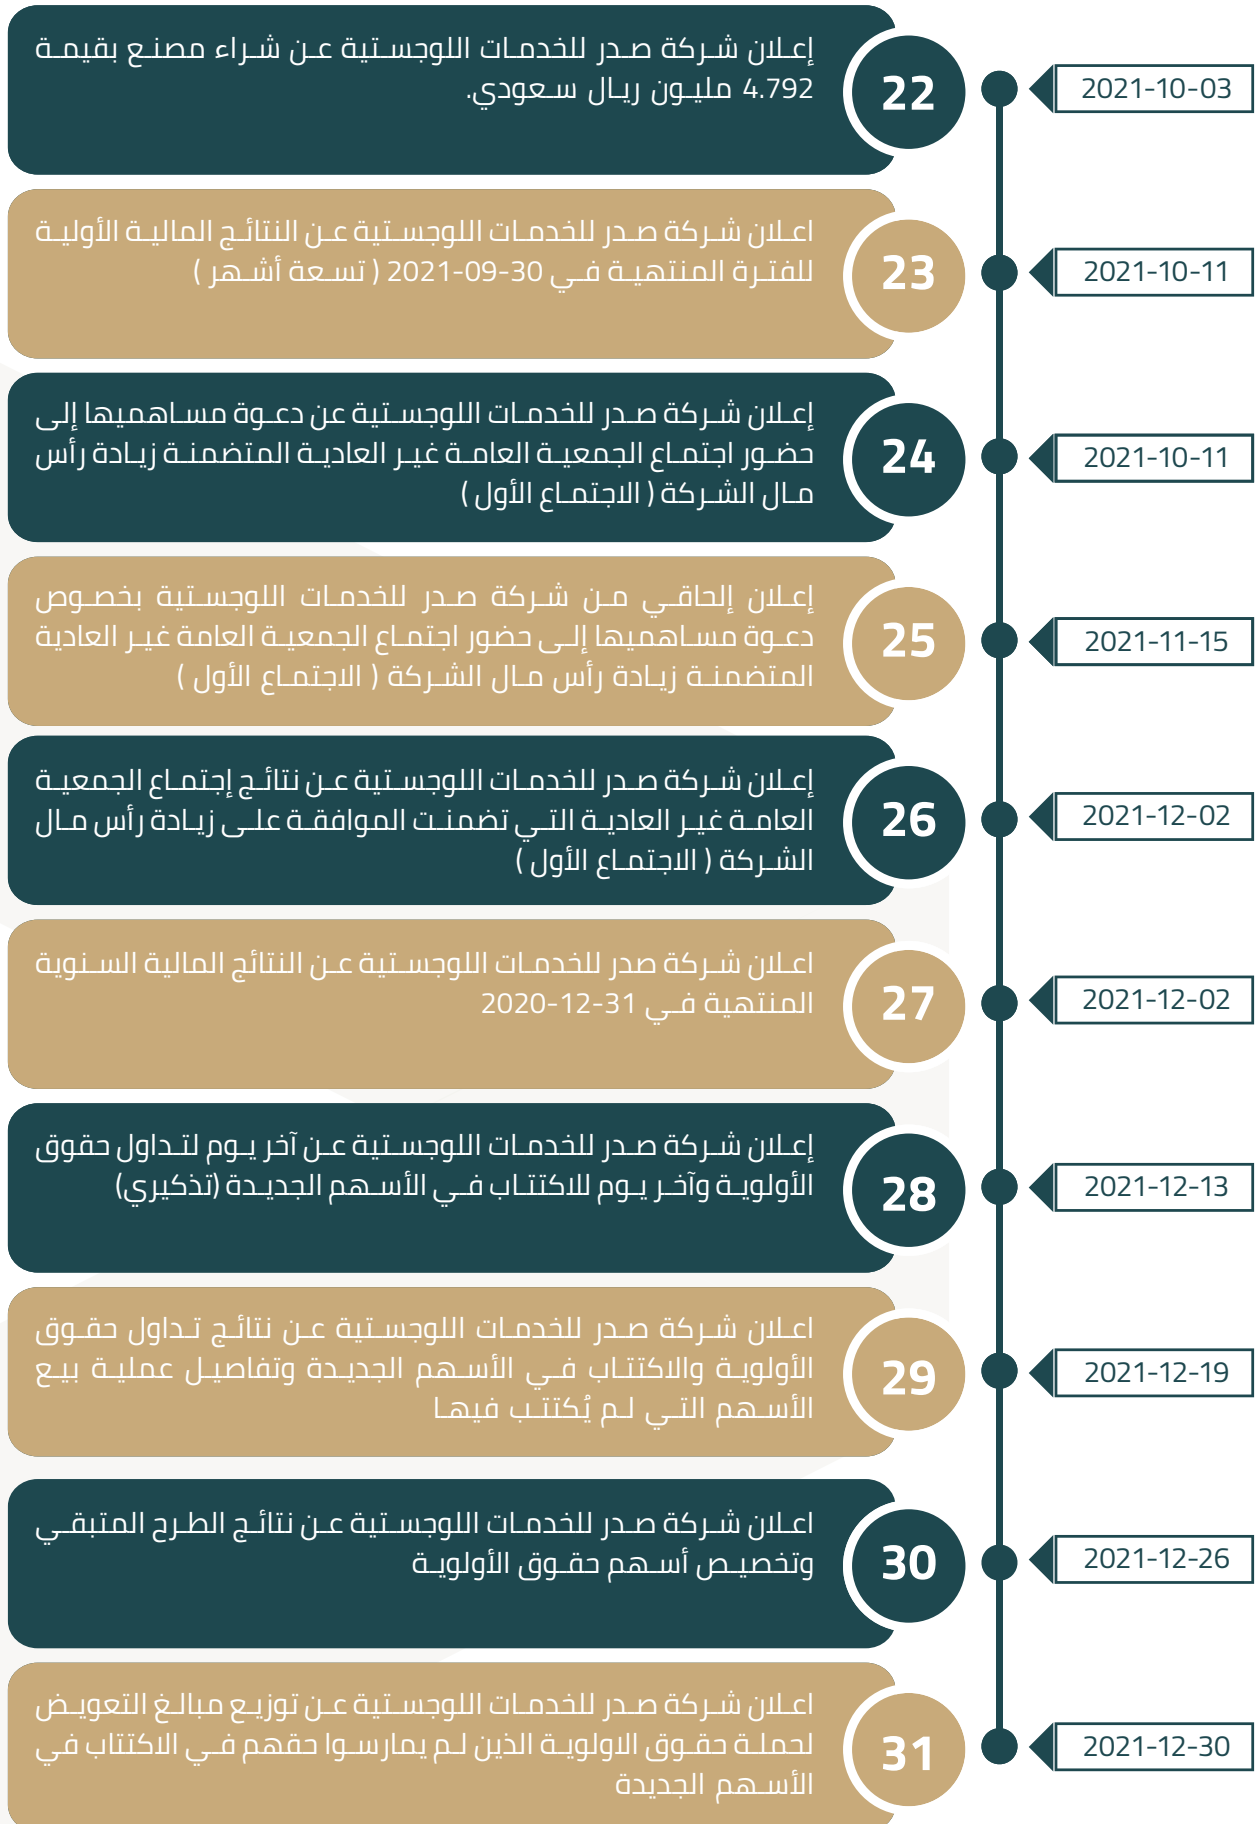 2021-10-03
22
إعلان شركة صدر للخدمات اللوجستية عن شراء مصنع بقيمة
4.792 مليون ريال سعودي.
2021-10-11
23
اعلان شركة صدر للخدمات اللوجستية عن النتائج المالية الأولية
للفترة المنتهية في 30-09-2021 ( تسعة أشهر )
2021-10-11
24
إعلان شركة صدر للخدمات اللوجستية عن دعوة مساهميها إلى
حضور اجتماع الجمعية العامة غير العادية المتضمنة زيادة رأس
مال الشركة ( الاجتماع الأول )
2021-11-15
25
إعلان إلحاقي من شركة صدر للخدمات اللوجستية بخصوص
دعوة مساهميها إلى حضور اجتماع الجمعية العامة غير العادية
المتضمنة زيادة رأس مال الشركة ( الاجتماع الأول )
2021-12-02
26
إعلان شركة صدر للخدمات اللوجستية عن نتائج إجتماع الجمعية
العامة غير العادية التي تضمنت الموافقة على زيادة رأس مال
الشركة ( الاجتماع الأول )
2021-12-02
27
اعلان شركة صدر للخدمات اللوجستية عن النتائج المالية السنوية
المنتهية في 31-12-2020
2021-12-13
28
إعلان شركة صدر للخدمات اللوجستية عن آخر يوم لتداول حقوق
الأولوية وآخر يوم للاكتتاب في الأسهم الجديدة (تذكيري)
2021-12-19
29
اعلان شركة صدر للخدمات اللوجستية عن نتائج تداول حقوق
الأولوية والاكتتاب في الأسهم الجديدة وتفاصيل عملية بيع
الأسهم التي لم يُكتتب فيها
2021-12-26
30
اعلان شركة صدر للخدمات اللوجستية عن نتائج الطرح المتبقي
وتخصيص أسهم حقوق الأولوية
2021-12-30
31
اعلان شركة صدر للخدمات اللوجستية عن توزيع مبالغ التعويض
لحملة حقوق الاولوية الذين لم يمارسوا حقهم في الاكتتاب في
الأسهم الجديدة